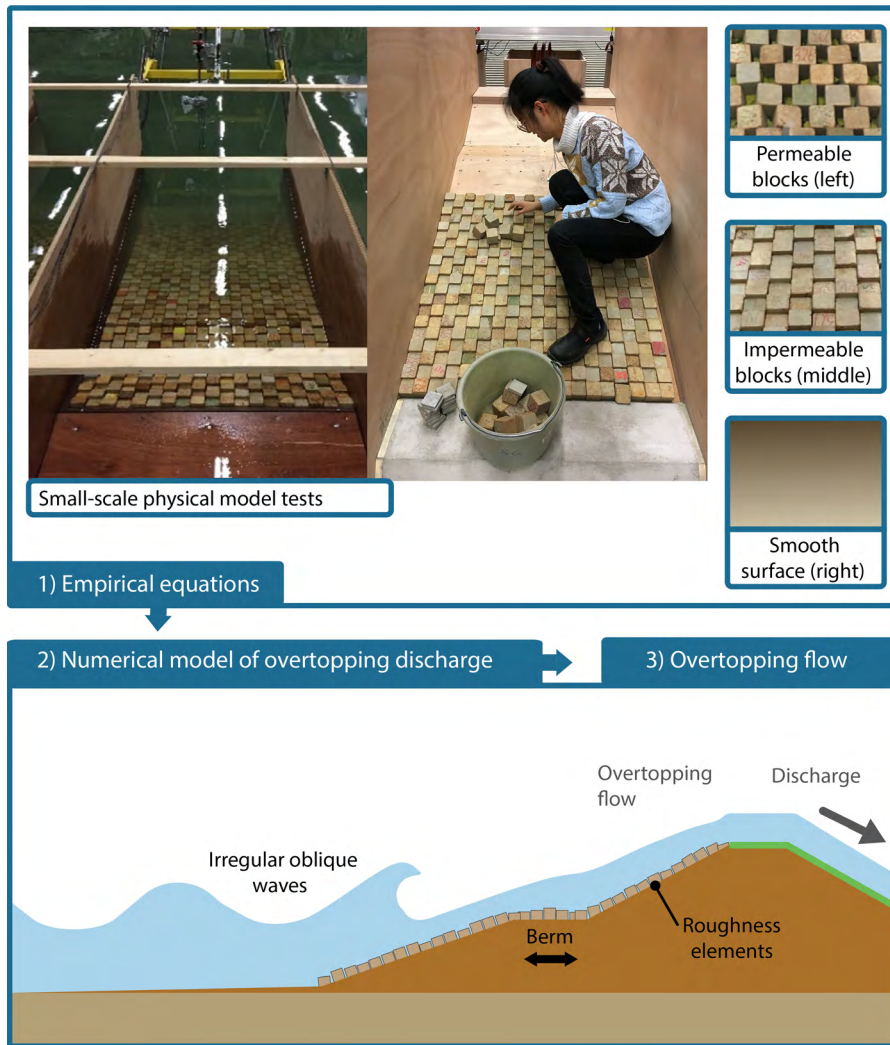 Permeable
blocks (left)
Impermeable
blocks (middle)
Small-scale physical model tests
Smooth
surface (right)
1) Empirical equations
2) Numerical model of overtopping discharge
3) Overtopping flow
Overtopping
flow
Discharge
Irregular oblique
waves
Berm
Roughness
elements